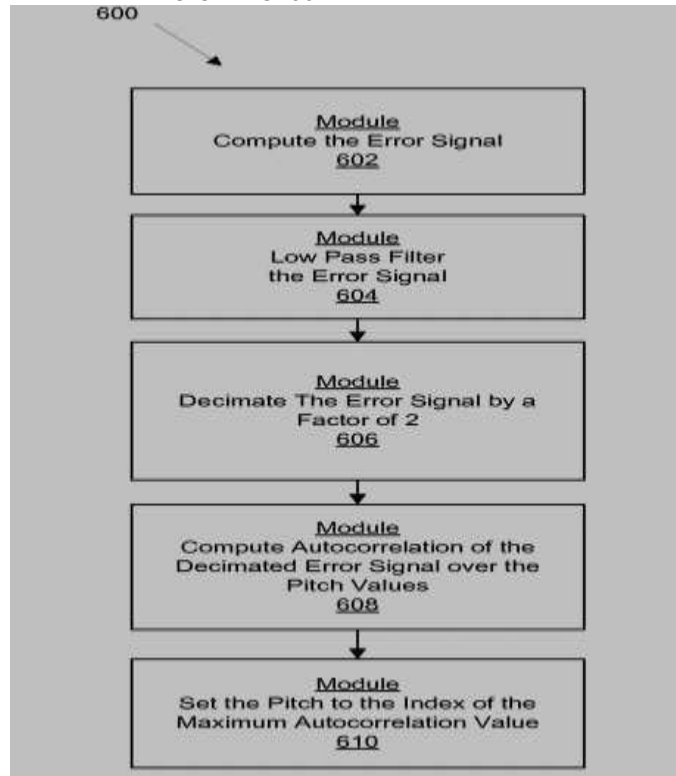 600
Module
Compute the Error Signal
602
Module
Low Pass Filter
the Error Signal
604
Module
Decimate The Error Signal by a
Factor of 2
606
Module
Compute Autocorrelation of the
Decimated Error Signal over the
Pitch Values
608
Module
Set the Pitch to the Index of the
Maximum Autocorrelation Value
610